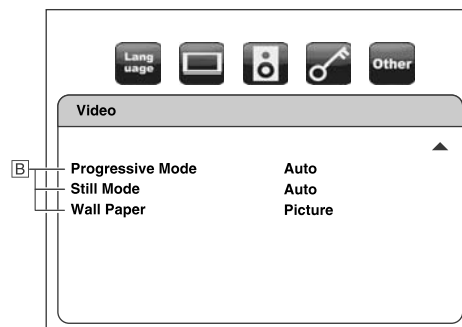 Lang
uage
Other
Video
B
Progressive Mode Auto
Still Mode Auto
Wall Paper Picture